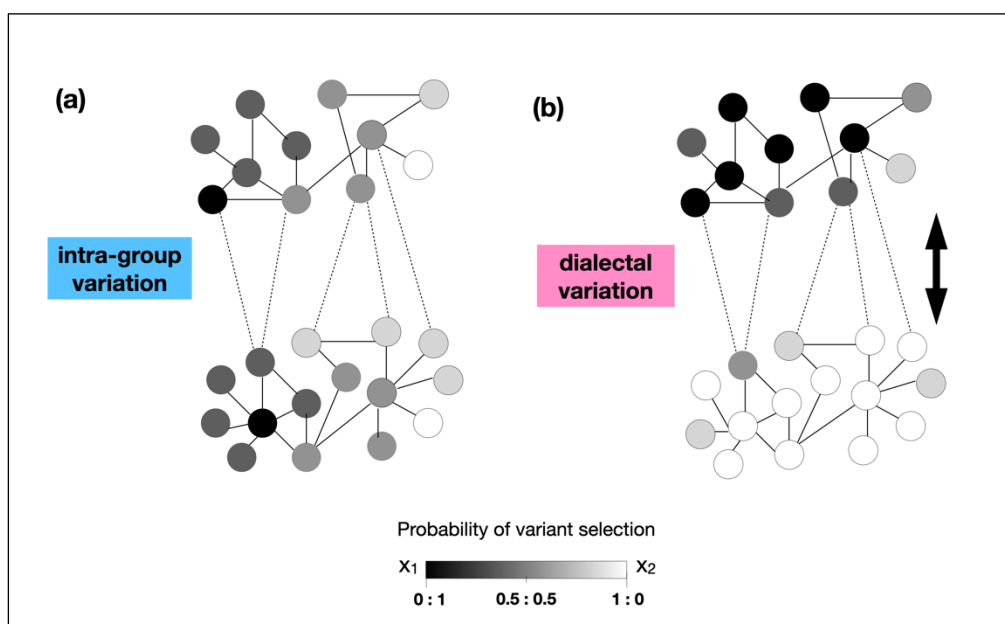 (a)
(b)
intra-group
variation
dialectal
variation
Probability of variant selection
x₁
x₂
0 : 1
0.5 : 0.5
1 : 0